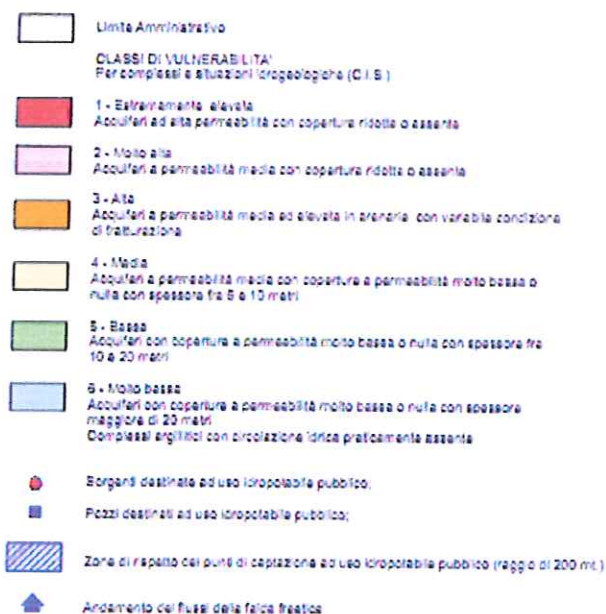 Limite Amministrativo
CLASSI DI VULNERABILITA'
Per complessi e situazioni idrogeologiche (C.I.S.)
1 - Estremamente elevata
Acquiferi ad alta permeabilità con copertura ridotta o assente
2 - Molto alta
Acquiferi a permeabilità media con copertura ridotta o assente
3 - Alta
Acquiferi a permeabilità media ed elevata in arenarie con variabile condizione
di fratturazione
4 - Media
Acquiferi a permeabilità media con coperture a permeabilità molto bassa o
nulla con spessore fra 5 e 10 metri
5 - Bassa
Acquiferi con coperture a permeabilità molto bassa o nulla con spessore fra
10 e 20 metri
6 - Molto bassa
Acquiferi con coperture a permeabilità molto bassa o nulla con spessore
maggiore di 20 metri
Complessi argillitici con circolazione idrica praticamente assente
Sorgenti destinate ad uso idropotabile pubblico;
Pozzi destinati ad uso idropotabile pubblico;
Zone di rispetto dei punti di captazione ad uso idropotabile pubblico (raggio di 200 mt.)
Andamento dei flussi della falda freatica